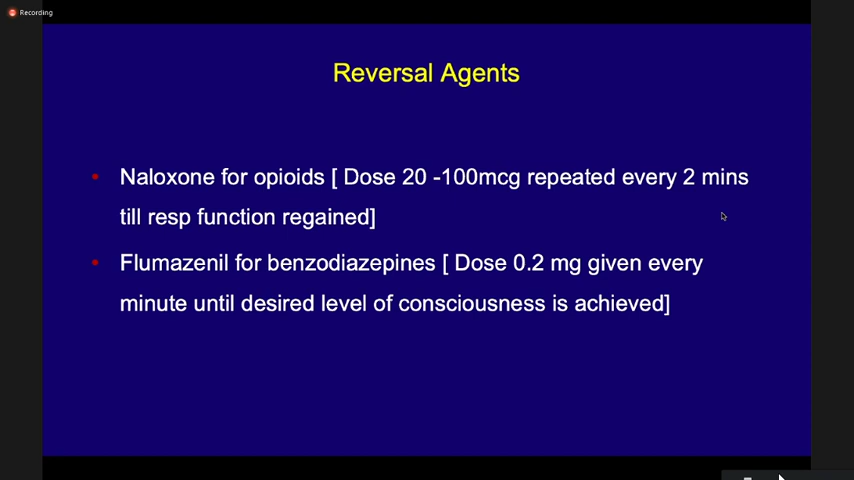 Recording
Reversal Agents
Naloxone for opioids [ Dose 20 -100mcg repeated every 2 mins
till resp function regained]
Flumazenil for benzodiazepines [ Dose 0.2 mg given every
minute until desired level of consciousness is achieved]